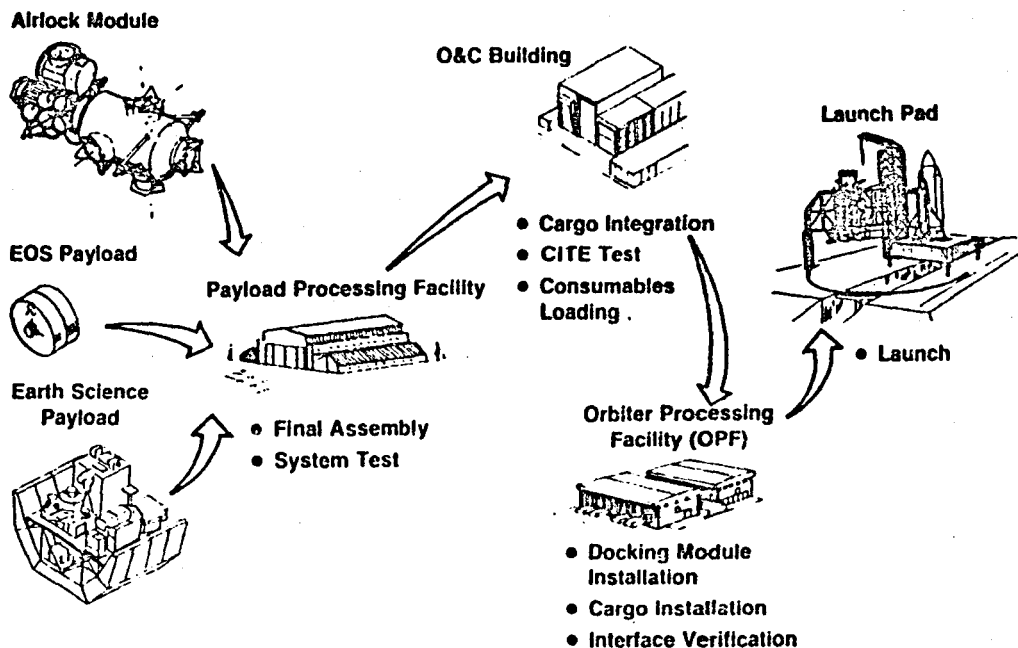 Airlock Module
EOS Payload
Earth Science
Payload
Payload Processing Facility
● Final Assembly
● System Test
O&C Building
● Cargo Integration
● CITE Test
● Consumables
Loading .
Orbiter Processing
Facility (OPF)
● Docking Module
Installation
● Cargo Installation
● Interface Verification
Launch Pad
● Launch